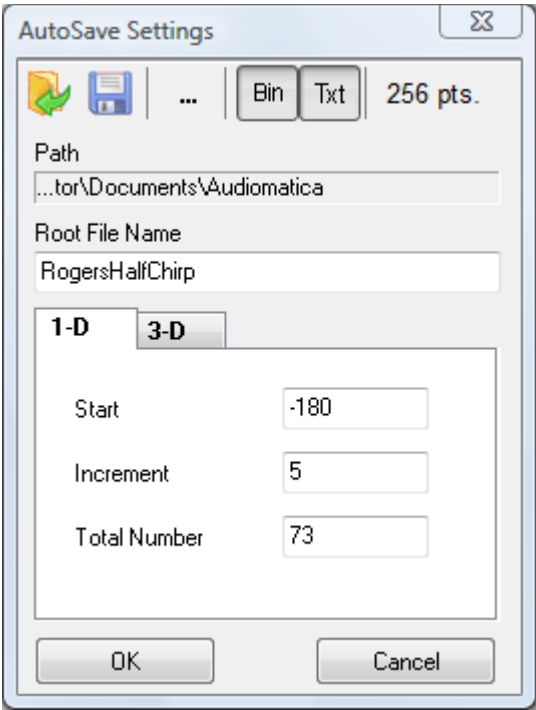 AutoSave Settings
... Bin Txt 256 pts.
Path
...tor\Documents\Audiomatica
Root File Name
RogersHalfChirp
1-D 3-D
Start -180
Increment 5
Total Number 73
OK Cancel